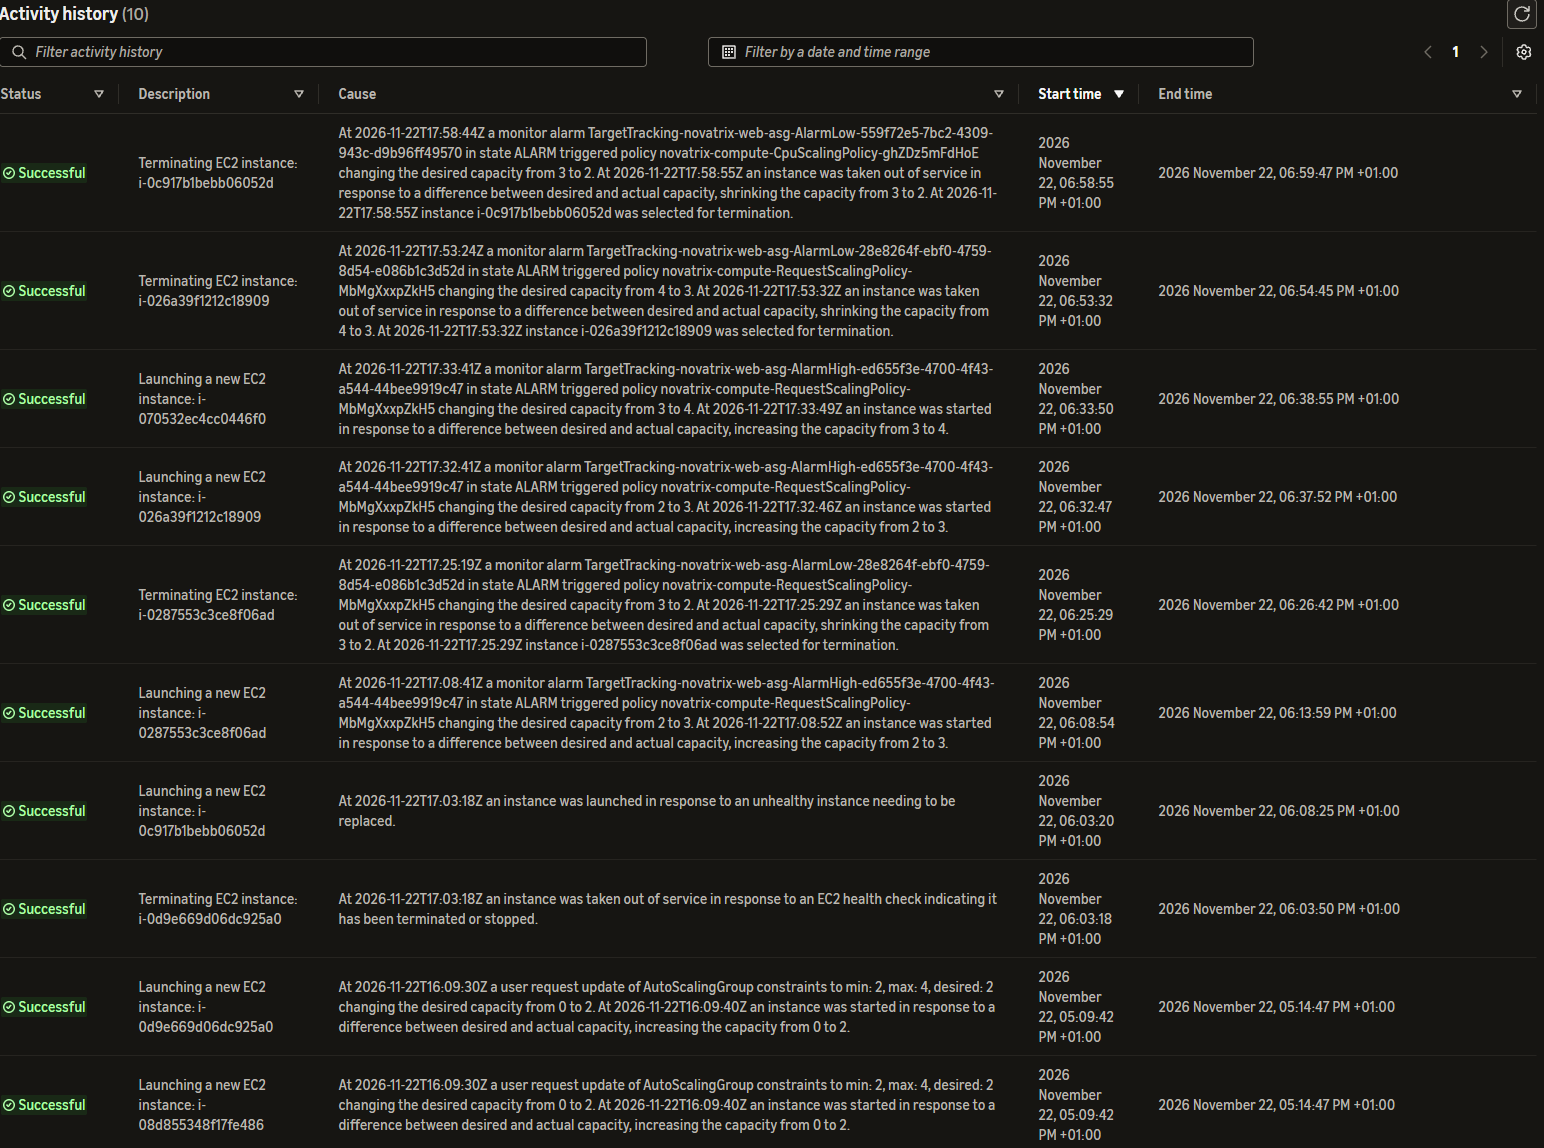 Activity history (10)
Filter activity history
Filter by a date and time range
1
Status
Description
Cause
Start time
End time
Successful
Terminating EC2 instance:
i-0c917b1bebb06052d
At 2026-11-22T17:58:44Z a monitor alarm TargetTracking-novatrix-web-asg-AlarmLow-559f72e5-7bc2-4309-
943c-d9b96ff49570 in state ALARM triggered policy novatrix-compute-CpuScalingPolicy-ghZDz5mFdHoE
changing the desired capacity from 3 to 2. At 2026-11-22T17:58:55Z an instance was taken out of service in
response to a difference between desired and actual capacity, shrinking the capacity from 3 to 2. At 2026-11-
22T17:58:55Z instance i-0c917b1bebb06052d was selected for termination.
2026
November
22, 06:58:55
PM +01:00
2026 November 22, 06:59:47 PM +01:00
Successful
Terminating EC2 instance:
i-026a39f1212c18909
At 2026-11-22T17:53:24Z a monitor alarm TargetTracking-novatrix-web-asg-AlarmLow-28e8264f-ebf0-4759-
8d54-e086b1c3d52d in state ALARM triggered policy novatrix-compute-RequestScalingPolicy-
MbMgXxxpZkH5 changing the desired capacity from 4 to 3. At 2026-11-22T17:53:32Z an instance was taken
out of service in response to a difference between desired and actual capacity, shrinking the capacity from
4 to 3. At 2026-11-22T17:53:32Z instance i-026a39f1212c18909 was selected for termination.
2026
November
22, 06:53:32
PM +01:00
2026 November 22, 06:54:45 PM +01:00
Successful
Launching a new EC2
instance: i-
070532ec4cc0446f0
At 2026-11-22T17:33:41Z a monitor alarm TargetTracking-novatrix-web-asg-AlarmHigh-ed655f3e-4700-4f43-
a544-44bee9919c47 in state ALARM triggered policy novatrix-compute-RequestScalingPolicy-
MbMgXxxpZkH5 changing the desired capacity from 3 to 4. At 2026-11-22T17:33:49Z an instance was started
in response to a difference between desired and actual capacity, increasing the capacity from 3 to 4.
2026
November
22, 06:33:50
PM +01:00
2026 November 22, 06:38:55 PM +01:00
Successful
Launching a new EC2
instance: i-
026a39f1212c18909
At 2026-11-22T17:32:41Z a monitor alarm TargetTracking-novatrix-web-asg-AlarmHigh-ed655f3e-4700-4f43-
a544-44bee9919c47 in state ALARM triggered policy novatrix-compute-RequestScalingPolicy-
MbMgXxxpZkH5 changing the desired capacity from 2 to 3. At 2026-11-22T17:32:46Z an instance was started
in response to a difference between desired and actual capacity, increasing the capacity from 2 to 3.
2026
November
22, 06:32:47
PM +01:00
2026 November 22, 06:37:52 PM +01:00
Successful
Terminating EC2 instance:
i-0287553c3ce8f06ad
At 2026-11-22T17:25:19Z a monitor alarm TargetTracking-novatrix-web-asg-AlarmLow-28e8264f-ebf0-4759-
8d54-e086b1c3d52d in state ALARM triggered policy novatrix-compute-RequestScalingPolicy-
MbMgXxxpZkH5 changing the desired capacity from 3 to 2. At 2026-11-22T17:25:29Z an instance was taken
out of service in response to a difference between desired and actual capacity, shrinking the capacity from
3 to 2. At 2026-11-22T17:25:29Z instance i-0287553c3ce8f06ad was selected for termination.
2026
November
22, 06:25:29
PM +01:00
2026 November 22, 06:26:42 PM +01:00
Successful
Launching a new EC2
instance: i-
0287553c3ce8f06ad
At 2026-11-22T17:08:41Z a monitor alarm TargetTracking-novatrix-web-asg-AlarmHigh-ed655f3e-4700-4f43-
a544-44bee9919c47 in state ALARM triggered policy novatrix-compute-RequestScalingPolicy-
MbMgXxxpZkH5 changing the desired capacity from 2 to 3. At 2026-11-22T17:08:52Z an instance was started
in response to a difference between desired and actual capacity, increasing the capacity from 2 to 3.
2026
November
22, 06:08:54
PM +01:00
2026 November 22, 06:13:59 PM +01:00
Successful
Launching a new EC2
instance: i-
0c917b1bebb06052d
At 2026-11-22T17:03:18Z an instance was launched in response to an unhealthy instance needing to be
replaced.
2026
November
22, 06:03:20
PM +01:00
2026 November 22, 06:08:25 PM +01:00
Successful
Terminating EC2 instance:
i-0d9e669d06dc925a0
At 2026-11-22T17:03:18Z an instance was taken out of service in response to an EC2 health check indicating it
has been terminated or stopped.
2026
November
22, 06:03:18
PM +01:00
2026 November 22, 06:03:50 PM +01:00
Successful
Launching a new EC2
instance: i-
0d9e669d06dc925a0
At 2026-11-22T16:09:30Z a user request update of AutoScalingGroup constraints to min: 2, max: 4, desired: 2
changing the desired capacity from 0 to 2. At 2026-11-22T16:09:40Z an instance was started in response to a
difference between desired and actual capacity, increasing the capacity from 0 to 2.
2026
November
22, 05:09:42
PM +01:00
2026 November 22, 05:14:47 PM +01:00
Successful
Launching a new EC2
instance: i-
08d855348f17fe486
At 2026-11-22T16:09:30Z a user request update of AutoScalingGroup constraints to min: 2, max: 4, desired: 2
changing the desired capacity from 0 to 2. At 2026-11-22T16:09:40Z an instance was started in response to a
difference between desired and actual capacity, increasing the capacity from 0 to 2.
2026
November
22, 05:09:42
PM +01:00
2026 November 22, 05:14:47 PM +01:00